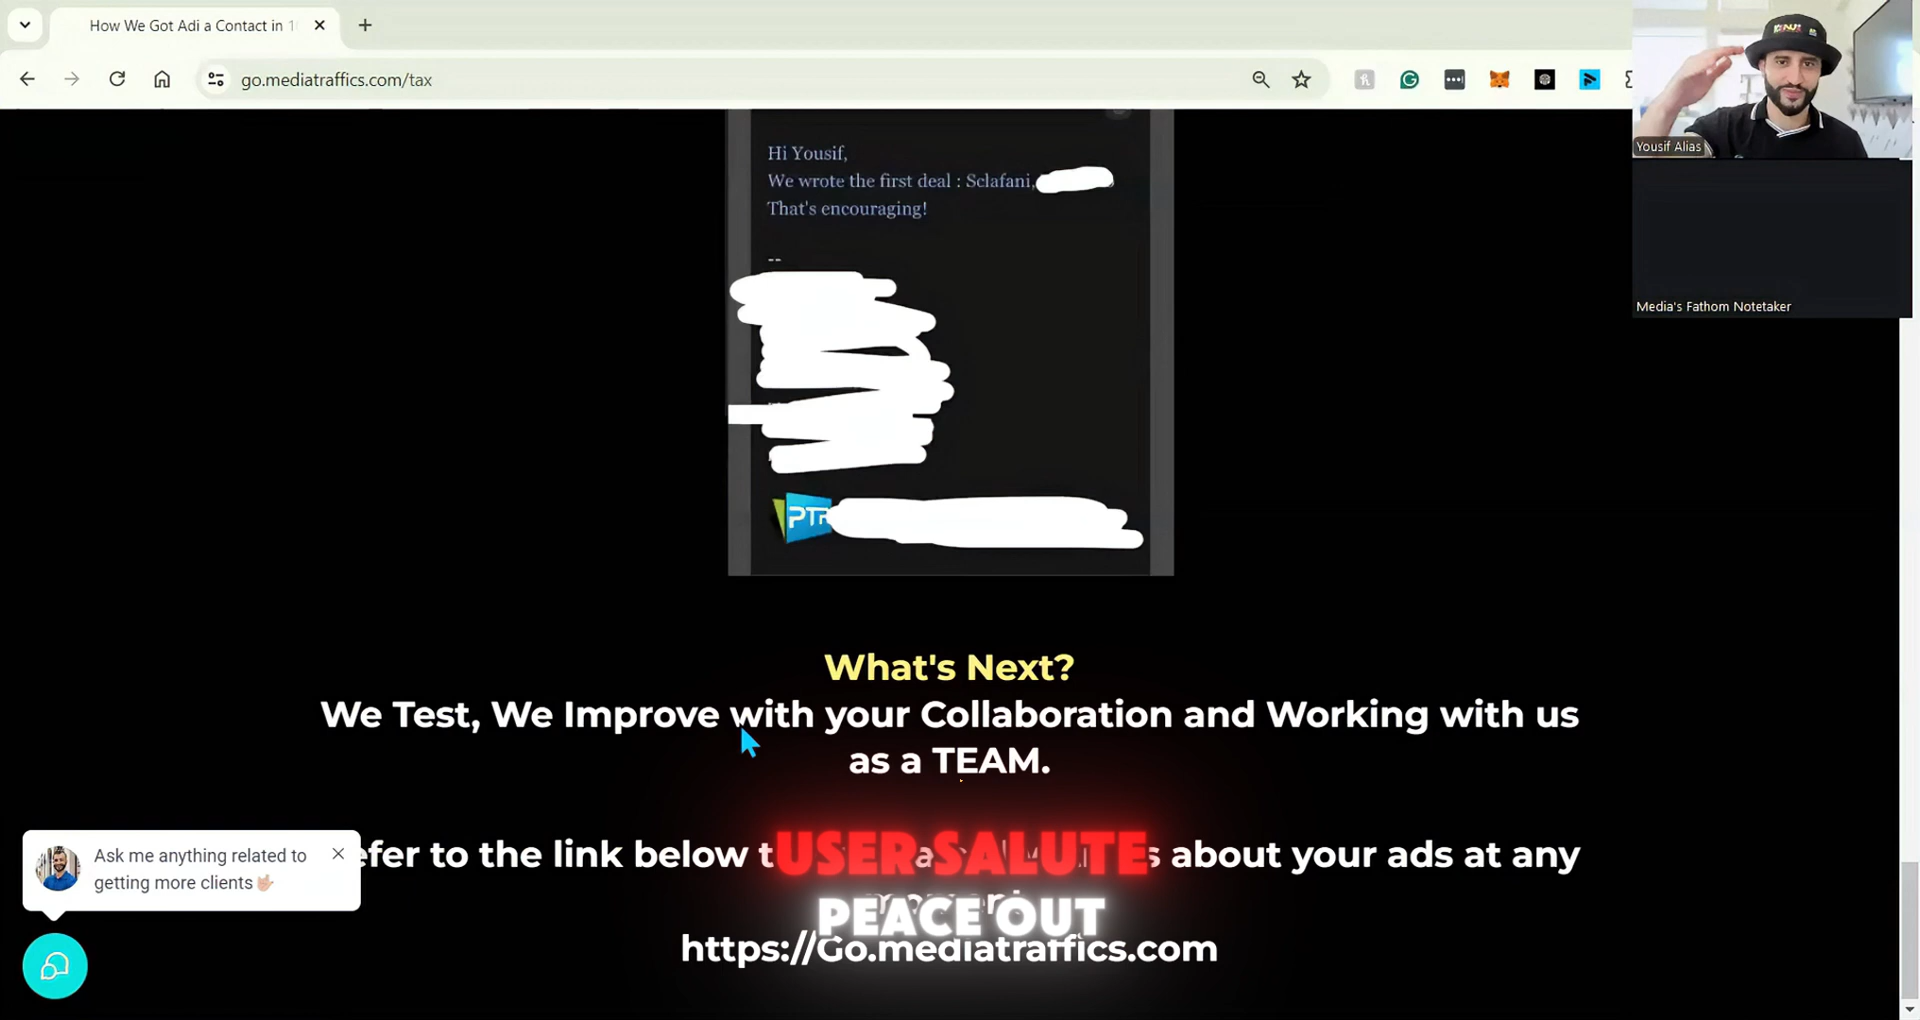 How We Got Adi a Contact in
go.mediatraffics.com/tax
Yousif Alias
Media's Fathom Notetaker
Hi Yousif,
We wrote the first deal : Sclafani,
That's encouraging!
--
PTR
What's Next?
We Test, We Improve with your Collaboration and Working with us
as a TEAM.
efer to the link below about your ads at any
USER SALUTE
PEACE OUT
https://Go.mediatraffics.com
Ask me anything related to
getting more clients🤟🏼